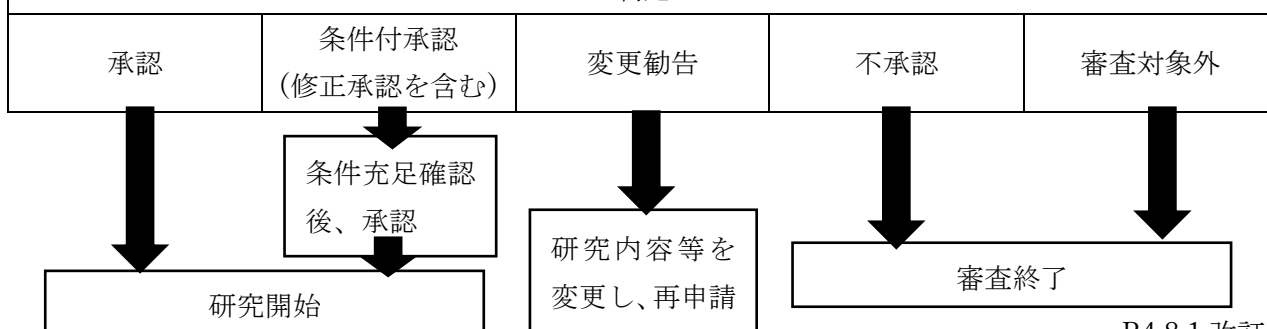 承認
条件付承認
(修正承認を含む)
変更勧告
不承認
審査対象外
条件充足確認
後、承認
研究内容等を
変更し、再申請
審査終了
研究開始